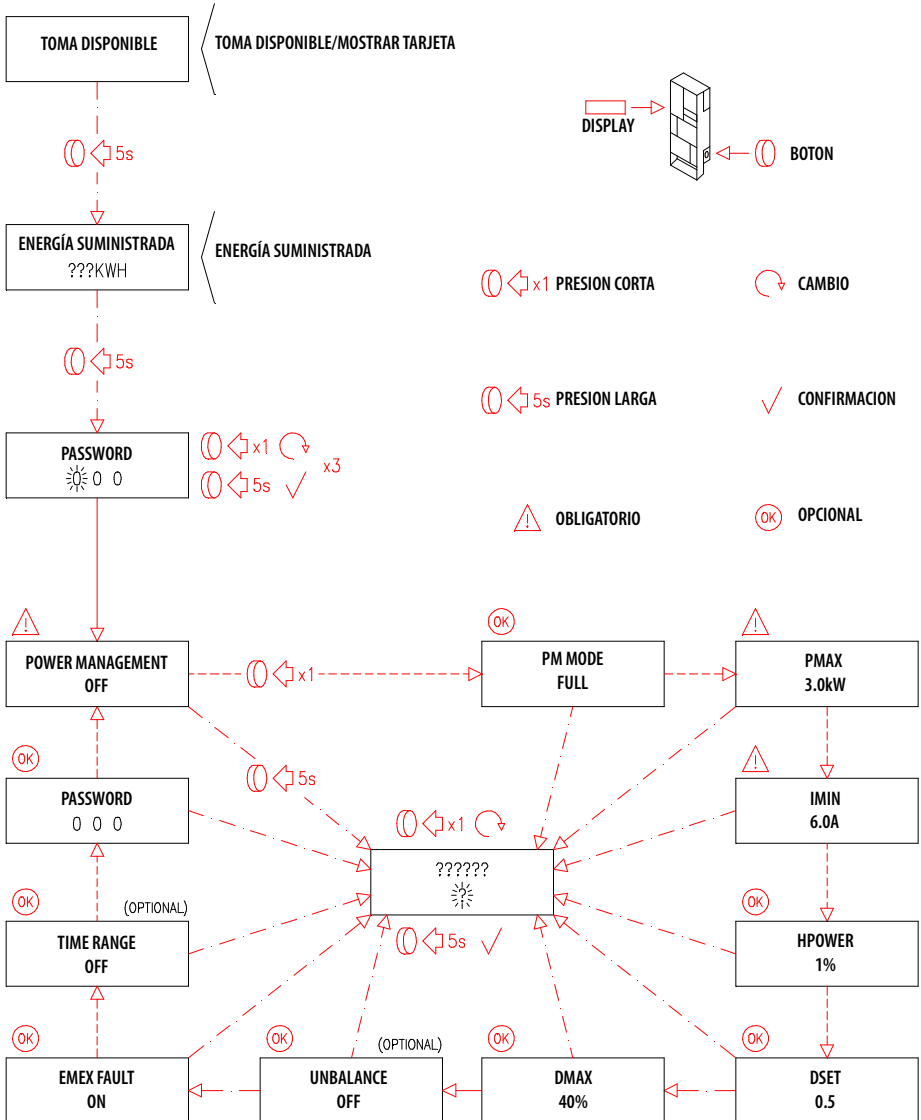 TOMA DISPONIBLE
TOMA DISPONIBLE/MOSTRAR TARJETA
DISPLAY
BOTON
5s
ENERGÍA SUMINISTRADA
???KWH
ENERGÍA SUMINISTRADA
x1 PRESION CORTA
CAMBIO
5s
5s PRESION LARGA
CONFIRMACION
PASSWORD
0 0 0
x1
x3
5s
OBLIGATORIO
OK OPCIONAL
POWER MANAGEMENT
OFF
x1
OK
PM MODE
FULL
PMAX
3.0kW
5s
OK
PASSWORD
0 0 0
IMIN
6.0A
x1
??????
?
5s
OK
(OPTIONAL)
TIME RANGE
OFF
OK
HPOWER
1%
OK
EMEX FAULT
ON
OK
(OPTIONAL)
UNBALANCE
OFF
OK
DMAX
40%
OK
DSET
0.5